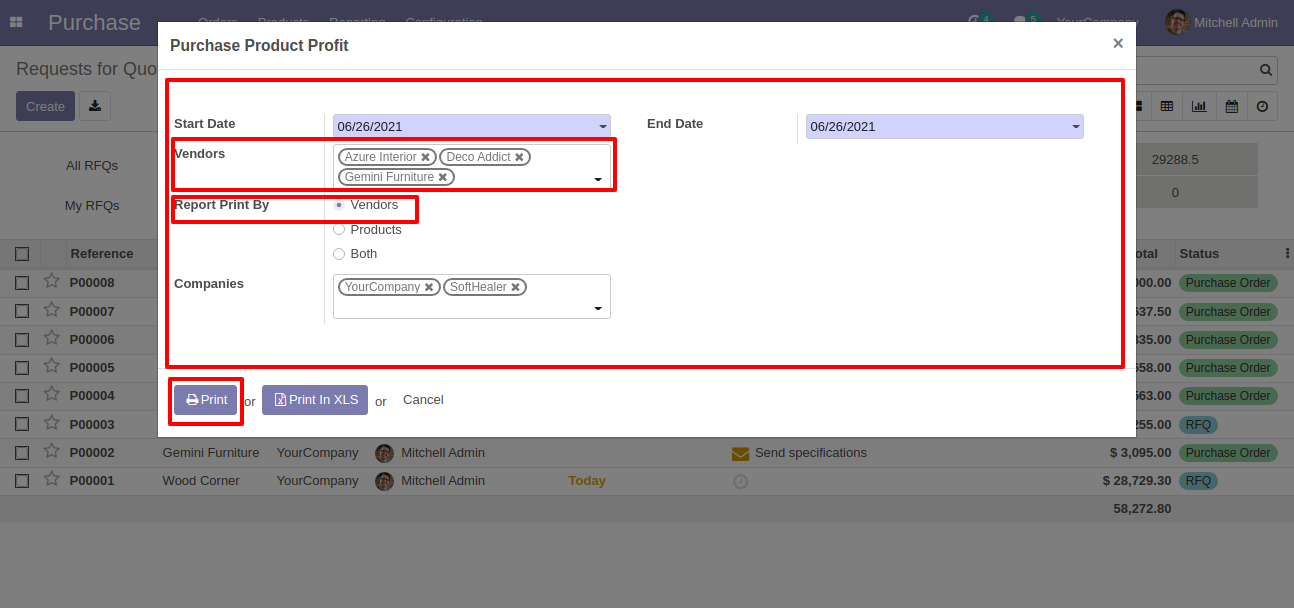 Purchase Orders Products Reporting Configuration 4 5 YourCompany Mitchell Admin
Purchase Product Profit ×
Requests for Quo
Create
Start Date 06/26/2021 End Date 06/26/2021
Vendors Azure Interior ✖ Deco Addict ✖
Gemini Furniture ✖
All RFQs 29288.5
My RFQs 0
Report Print By Vendors
Products
Both
Companies YourCompany ✖ SoftHealer ✖
Print or Print In XLS or Cancel
Reference otal Status
P00008 000.00 Purchase Order
P00007 537.50 Purchase Order
P00006 335.00 Purchase Order
P00005 658.00 Purchase Order
P00004 563.00 Purchase Order
P00003 255.00 RFQ
P00002 Gemini Furniture YourCompany Mitchell Admin Send specifications $ 3,095.00 Purchase Order
P00001 Wood Corner YourCompany Mitchell Admin Today $ 28,729.30 RFQ
58,272.80